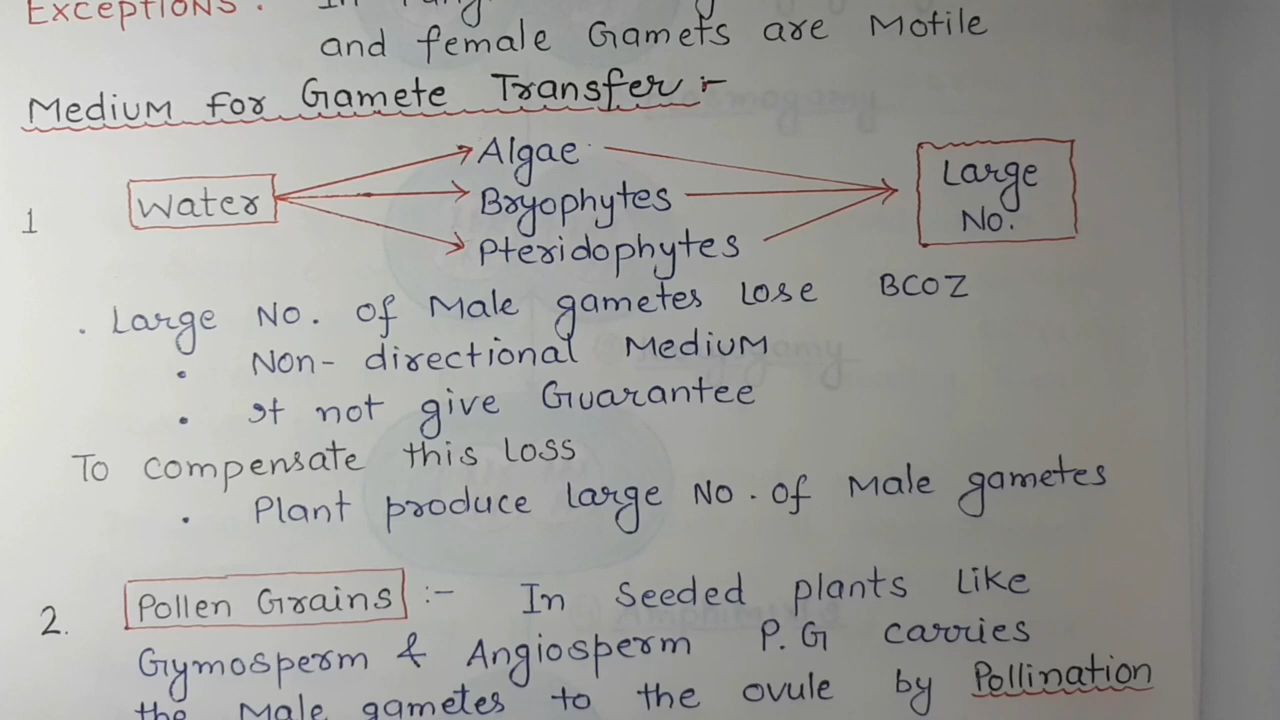 Exceptions :
and female Gamets are Motile
Medium for Gamete Transfer :-
1 Water
Algae
Bryophytes
Pteridophytes
Large No.
. Large No. of Male gametes Lose BCOZ
. Non-directional Medium
. It not give Guarantee
To compensate this Loss
. Plant produce large No. of Male gametes
2. Pollen Grains :- In Seeded plants Like
Gymosperm & Angiosperm P.G carries
the Male gametes to the ovule by Pollination